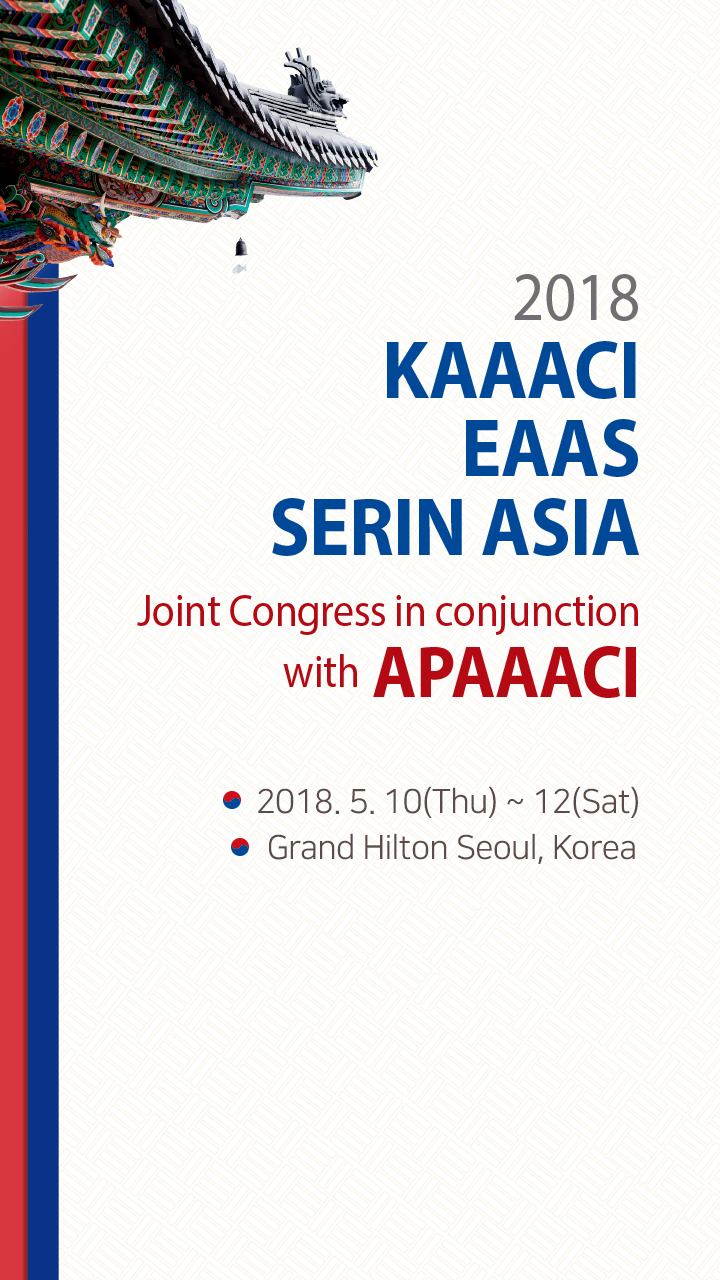 2018
KAAACI
EAAS
SERIN ASIA
Joint Congress in conjunction
with APAAACI
2018. 5. 10(Thu) ~ 12(Sat)
Grand Hilton Seoul, Korea